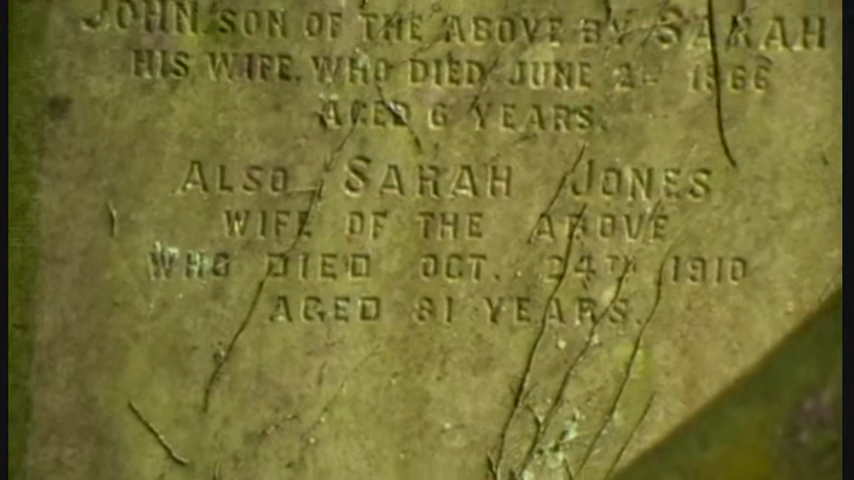 JOHN SON OF THE ABOVE BY SARAH
HIS WIFE, WHO DIED JUNE 1866
AGED 6 YEARS.
ALSO SARAH JONES
WIFE OF THE ABOVE
WHO DIED OCT. 24TH 1910
AGED 81 YEARS.